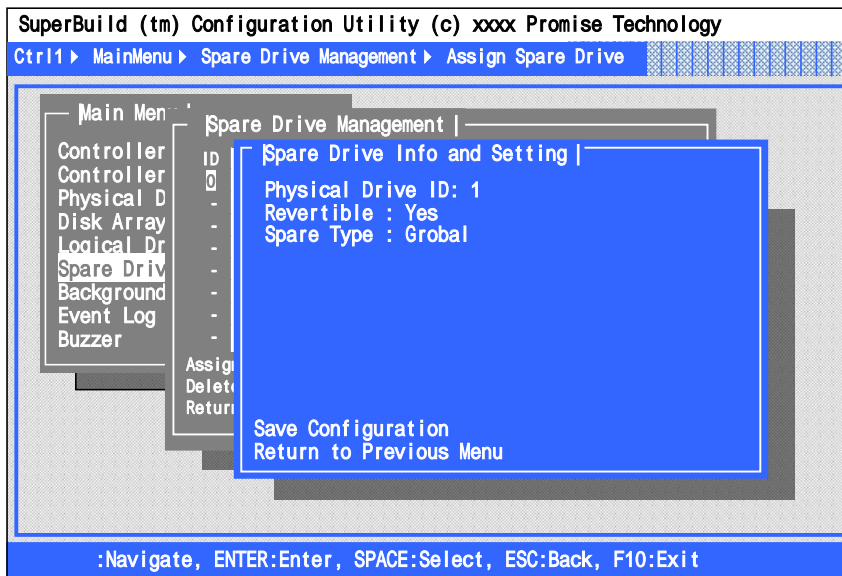 SuperBuild (tm) Configuration Utility (c) xxxx Promise Technology
Ctrl1 MainMenu Spare Drive Management Assign Spare Drive
Main Men
Controller
Controller
Physical D
Disk Array
Logical Dr
Spare Driv
Background
Event Log
Buzzer
Spare Drive Management
ID
0
-
-
-
-
-
-
-
Assig
Delete
Return
Spare Drive Info and Setting
Physical Drive ID: 1
Revertible : Yes
Spare Type : Grobal
Save Configuration
Return to Previous Menu
:Navigate, ENTER:Enter, SPACE:Select, ESC:Back, F10:Exit